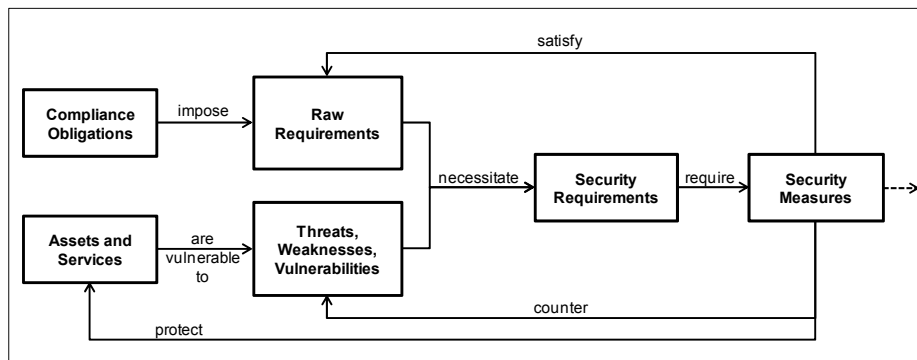 satisfy
Compliance
Obligations
impose
Raw
Requirements
necessitate
Security
Requirements
require
Security
Measures
Assets and
Services
are
vulnerable
to
Threats,
Weaknesses,
Vulnerabilities
counter
protect